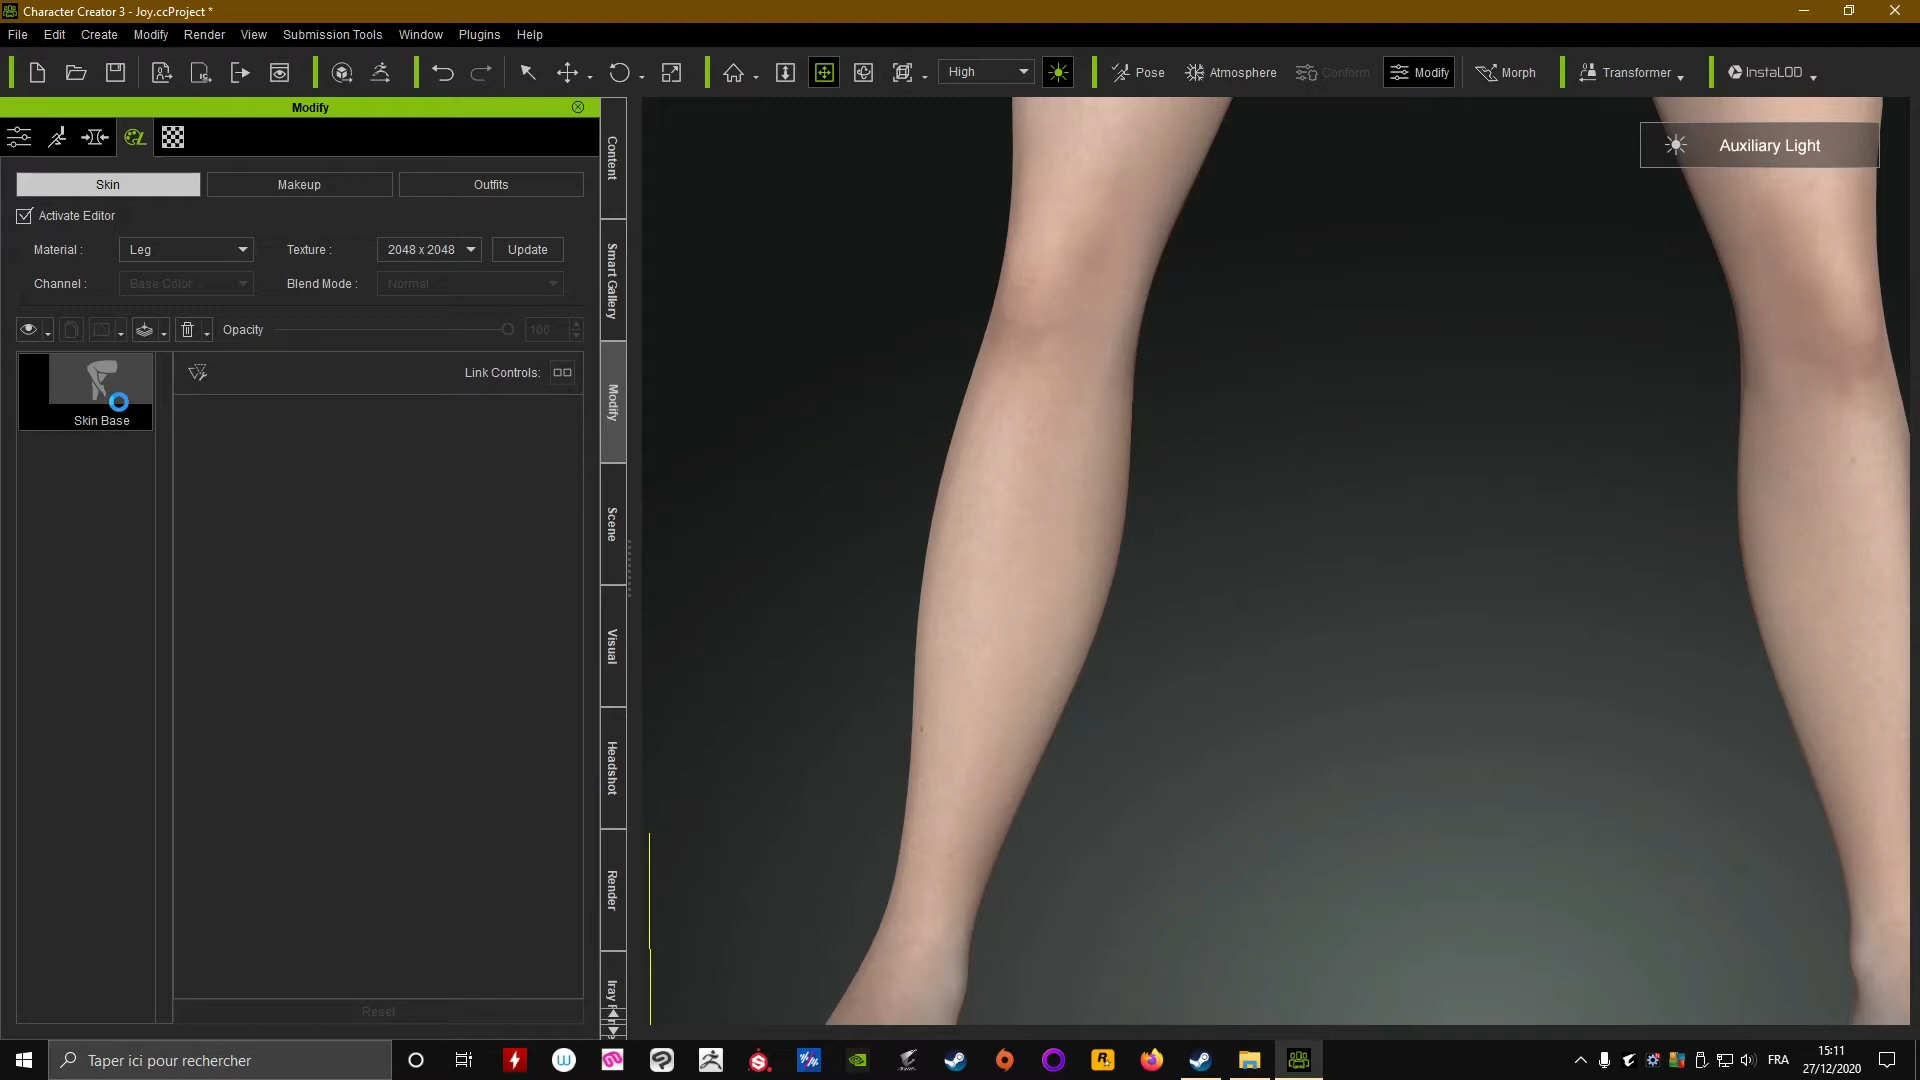 Character Creator 3 - Joy.ccProject *
File Edit Create Modify Render View Submission Tools Window Plugins Help
High Pose Atmosphere Conform Modify Morph Transformer InstaLOD
Modify
Auxiliary Light
Skin Makeup Outfits
Activate Editor
Material : Leg Texture : 2048 x 2048 Update
Channel : Base Color Blend Mode : Normal
Opacity 100
Link Controls:
Skin Base
Reset
Content
Smart Gallery
Modify
Scene
Visual
Headshot
Render
Iray
Taper ici pour rechercher
FRA
15:11
27/12/2020